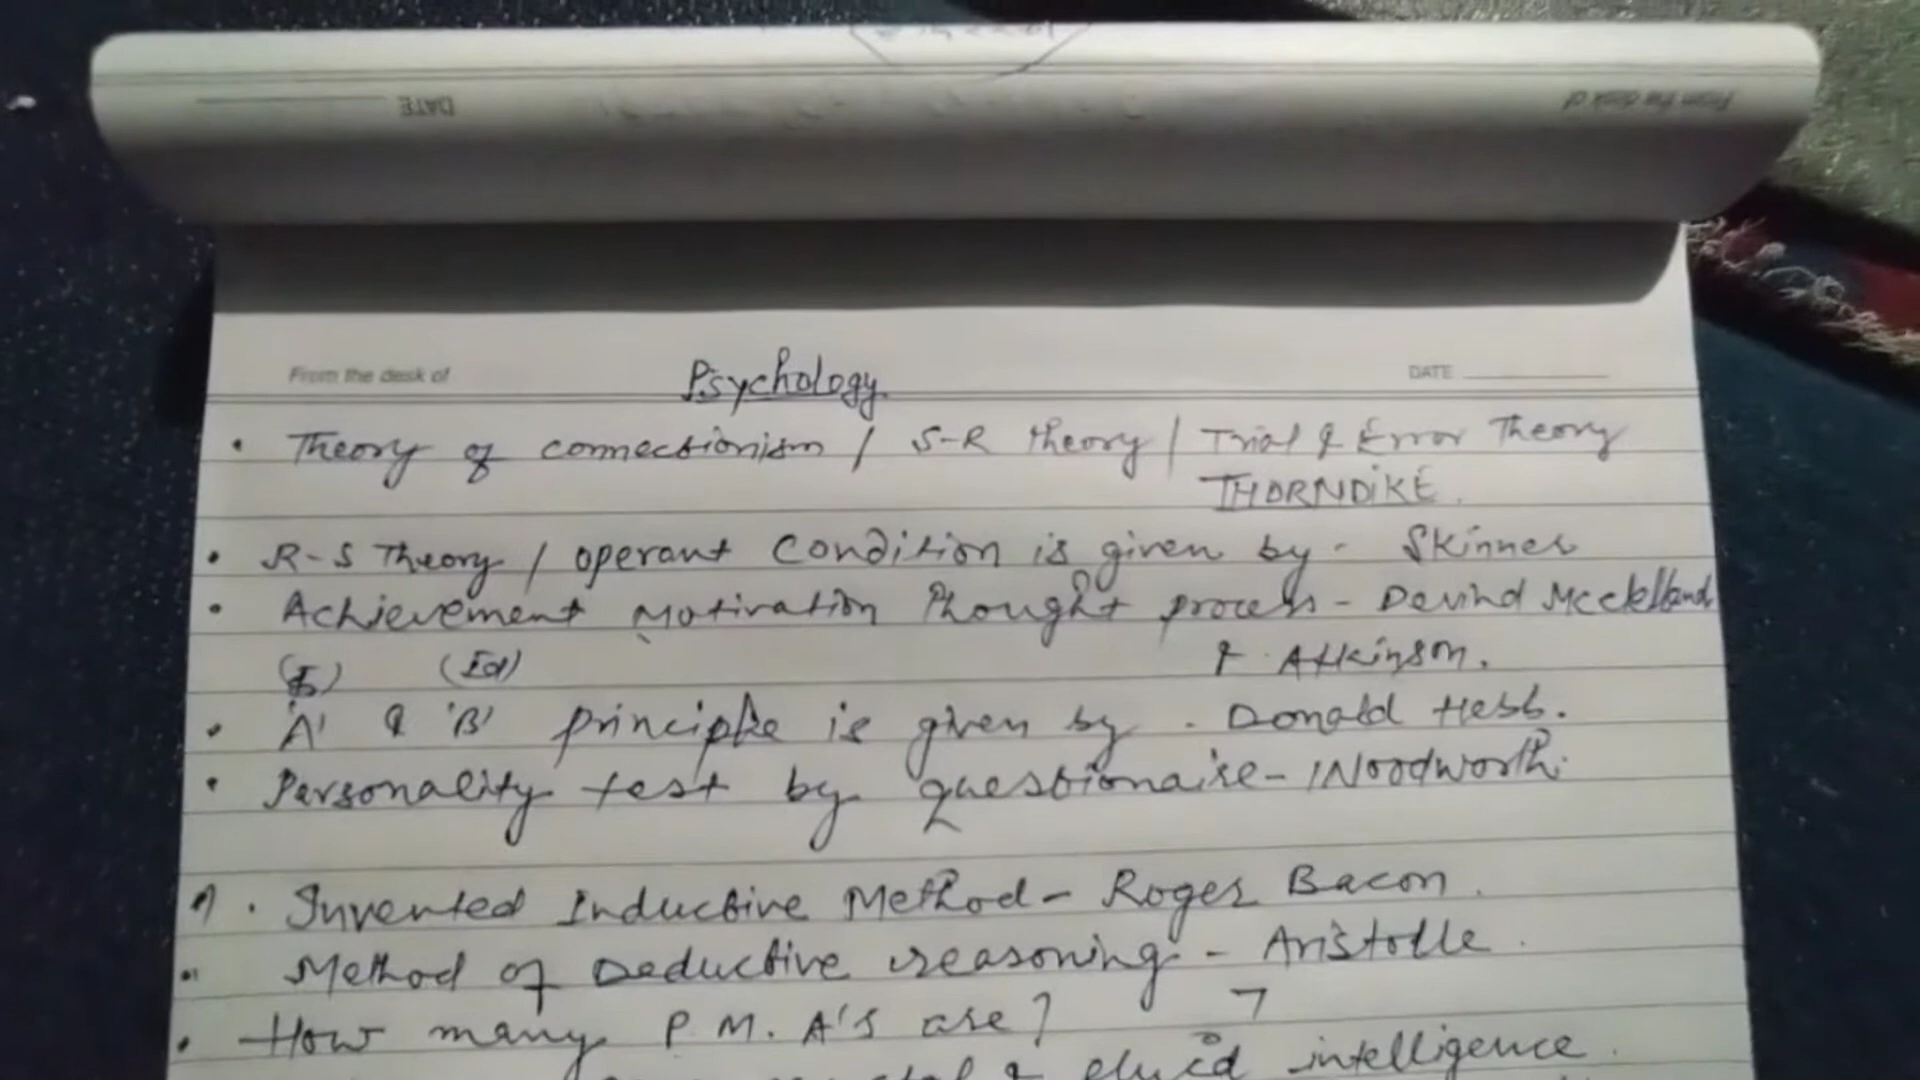 DATE
From the desk of
From the desk of
Psychology
DATE
• Theory of connectionism / S-R theory / Trial & Error Theory
THORNDIKE.
• R-S Theory / operant Condition is given by - Skinner
• Achievement Motivation thought process - Devind Mcclelland
(Id)
& Atkinson.
• 'A' & 'B' principle is given by - Donald Hebb.
• Personality test by questionaire - Woodworth.
• Invented Inductive Method - Roger Bacon.
Method of Deductive reasoning - Aristotle.
• How many P.M.A's are? 7
& intelligence.